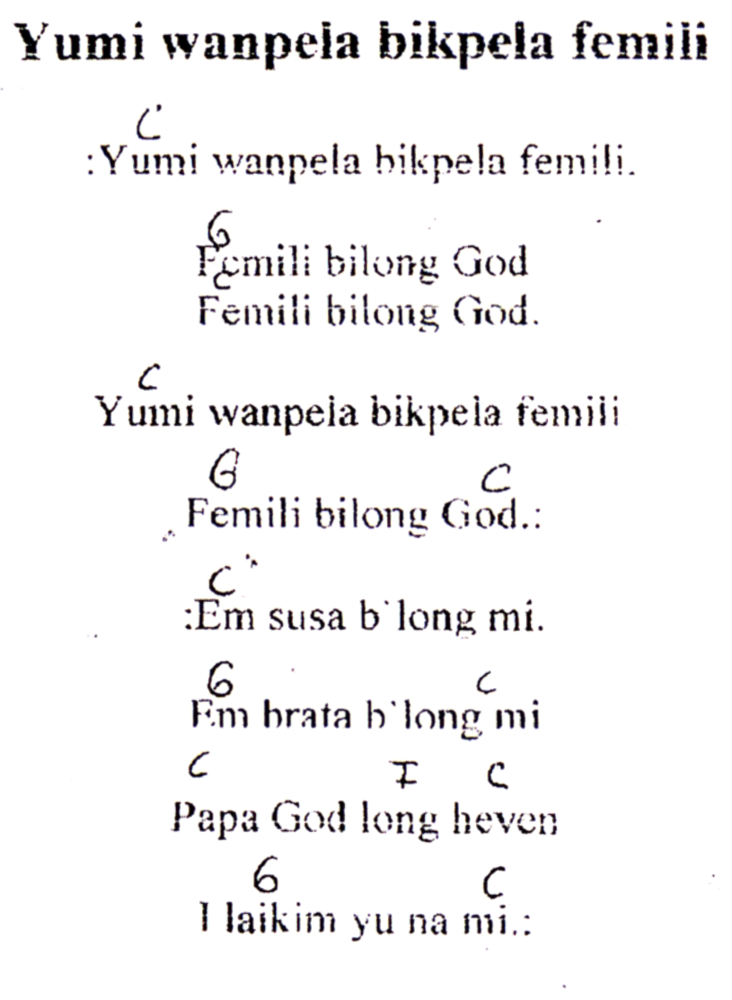 Yumi wanpela bikpela femili
C
:Yumi wanpela bikpela femili.
G
Femili bilong God
C
Femili bilong God.
C
Yumi wanpela bikpela femili
G C
Femili bilong God.:
C
:Em susa b`long mi.
G C
Em brata b`long mi
C F C
Papa God long heven
G C
I laikim yu na mi.: